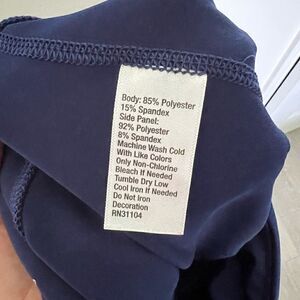 Body: 85% Polyester
15% Spandex
Side Panel:
92% Polyester
8% Spandex
Machine Wash Cold
With Like Colors
Only Non-Chlorine
Bleach If Needed
Tumble Dry Low
Cool Iron If Needed
Do Not Iron
Decoration
RN31104